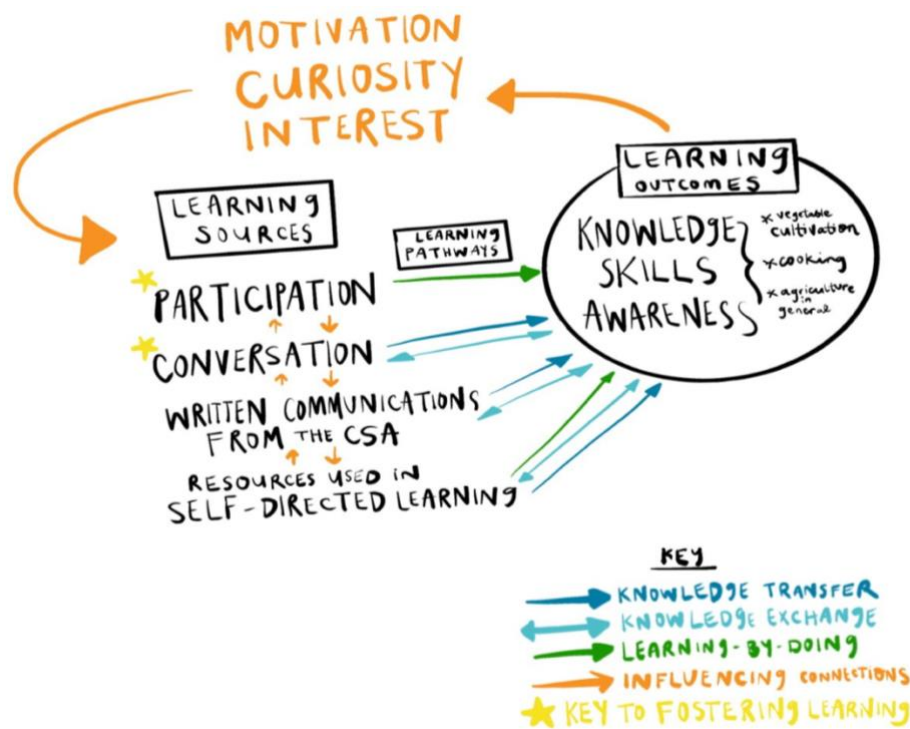 MOTIVATION
CURIOSITY
INTEREST
LEARNING
SOURCES
PARTICIPATION
CONVERSATION
WRITTEN COMMUNICATIONS
FROM THE CSA
RESOURCES USED IN
SELF-DIRECTED LEARNING
LEARNING
PATHWAYS
LEARNING
OUTCOMES
KNOWLEDGE
SKILLS
AWARENESS
* vegetable
cultivation
* cooking
* agriculture
in
general
KEY
KNOWLEDGE TRANSFER
KNOWLEDGE EXCHANGE
LEARNING-BY-DOING
INFLUENCING CONNECTIONS
KEY TO FOSTERING LEARNING